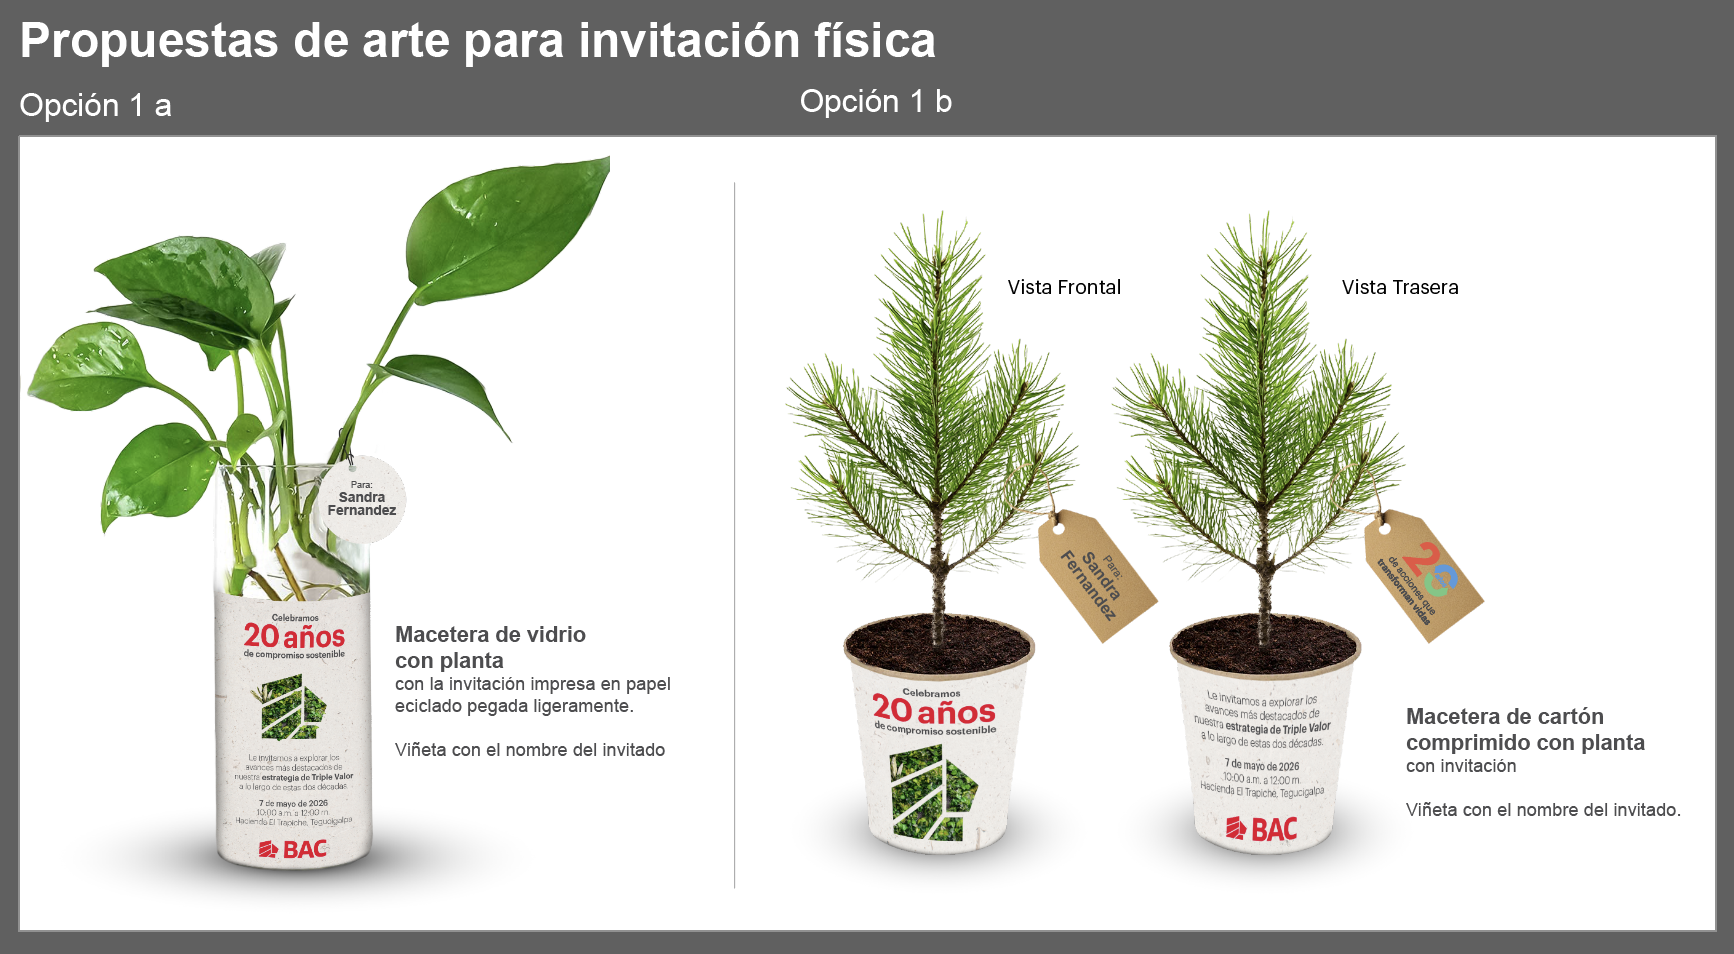 Propuestas de arte para invitación física
Opción 1 a
Opción 1 b
Para:
Sandra
Fernandez
Celebramos
20 años
de compromiso sostenible
Le invitamos a explorar los
avances más destacados de
nuestra estrategia de Triple Valor
a lo largo de estas dos décadas
7 de mayo de 2026
10:00 a.m. a 12:00 m.
Hacienda El Trapiche, Tegucigalpa
BAC
Macetera de vidrio
con planta
con la invitación impresa en papel
eciclado pegada ligeramente.
Viñeta con el nombre del invitado
Vista Frontal
Para:
Sandra
Fernandez
Celebramos
20 años
de compromiso sostenible
Vista Trasera
20
de acciones que
transforman vidas
Le invitamos a explorar los
avances más destacados de
nuestra estrategia de Triple Valor
a lo largo de estas dos décadas.
7 de mayo de 2026
10:00 a.m. a 12:00 m.
Hacienda El Trapiche, Tegucigalpa
BAC
Macetera de cartón
comprimido con planta
con invitación
Viñeta con el nombre del invitado.